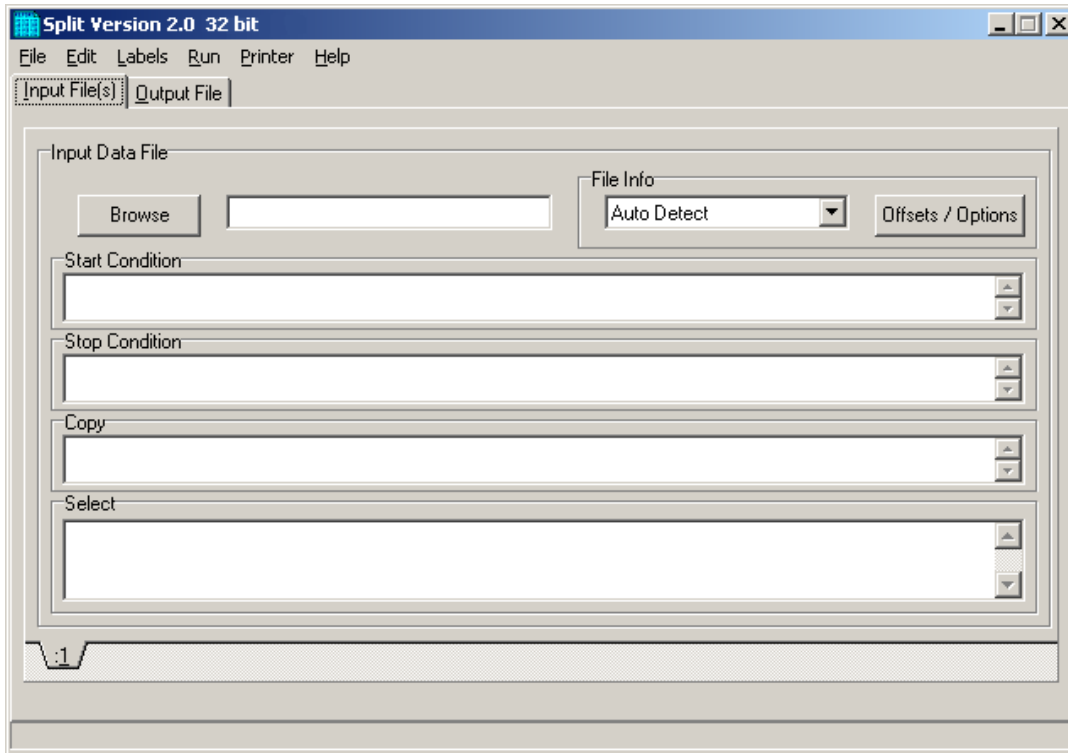 Split Version 2.0 32 bit
File Edit Labels Run Printer Help
Input File(s) Output File
Input Data File
File Info
Browse Auto Detect Offsets / Options
Start Condition
Stop Condition
Copy
Select
:1